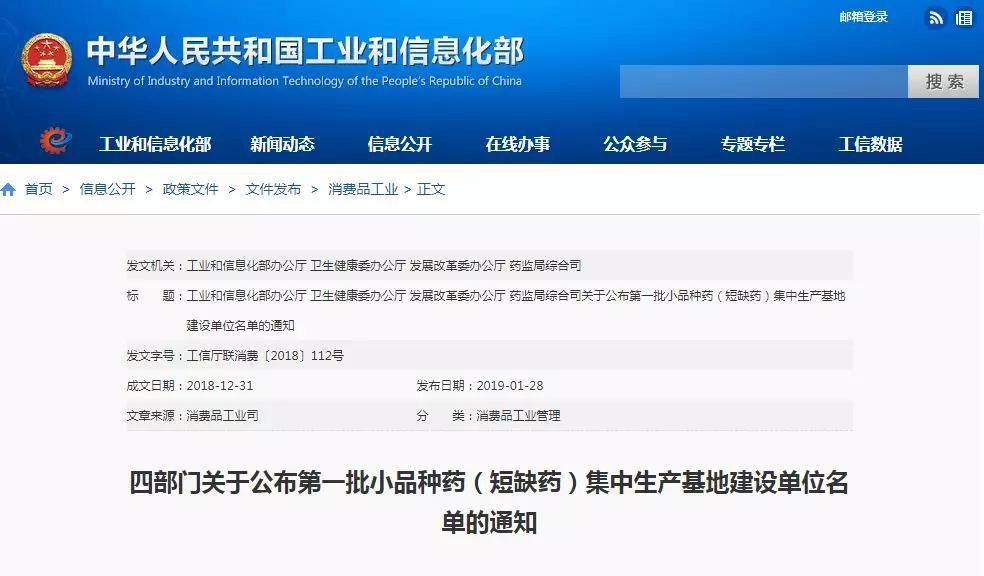 邮箱登录
中华人民共和国工业和信息化部
Ministry of Industry and Information Technology of the People's Republic of China
搜 索
工业和信息化部 新闻动态 信息公开 在线办事 公众参与 专题专栏 工信数据
首页 > 信息公开 > 政策文件 > 文件发布 > 消费品工业 > 正文
发文机关：工业和信息化部办公厅 卫生健康委办公厅 发展改革委办公厅 药监局综合司
标　　题：工业和信息化部办公厅 卫生健康委办公厅 发展改革委办公厅 药监局综合司关于公布第一批小品种药（短缺药）集中生产基地
建设单位名单的通知
发文字号：工信厅联消费〔2018〕112号
成文日期：2018-12-31 发布日期：2019-01-28
文章来源：消费品工业司 分　　类：消费品工业管理
四部门关于公布第一批小品种药（短缺药）集中生产基地建设单位名
单的通知